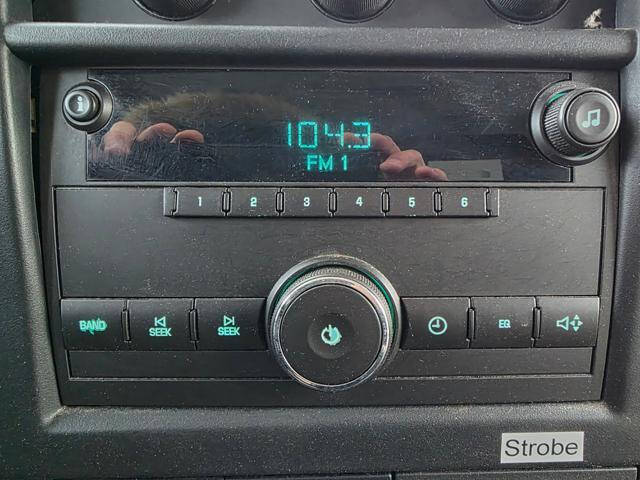 i
104.3
FM 1
1 2 3 4 5 6
BAND SEEK SEEK EQ
Strobe